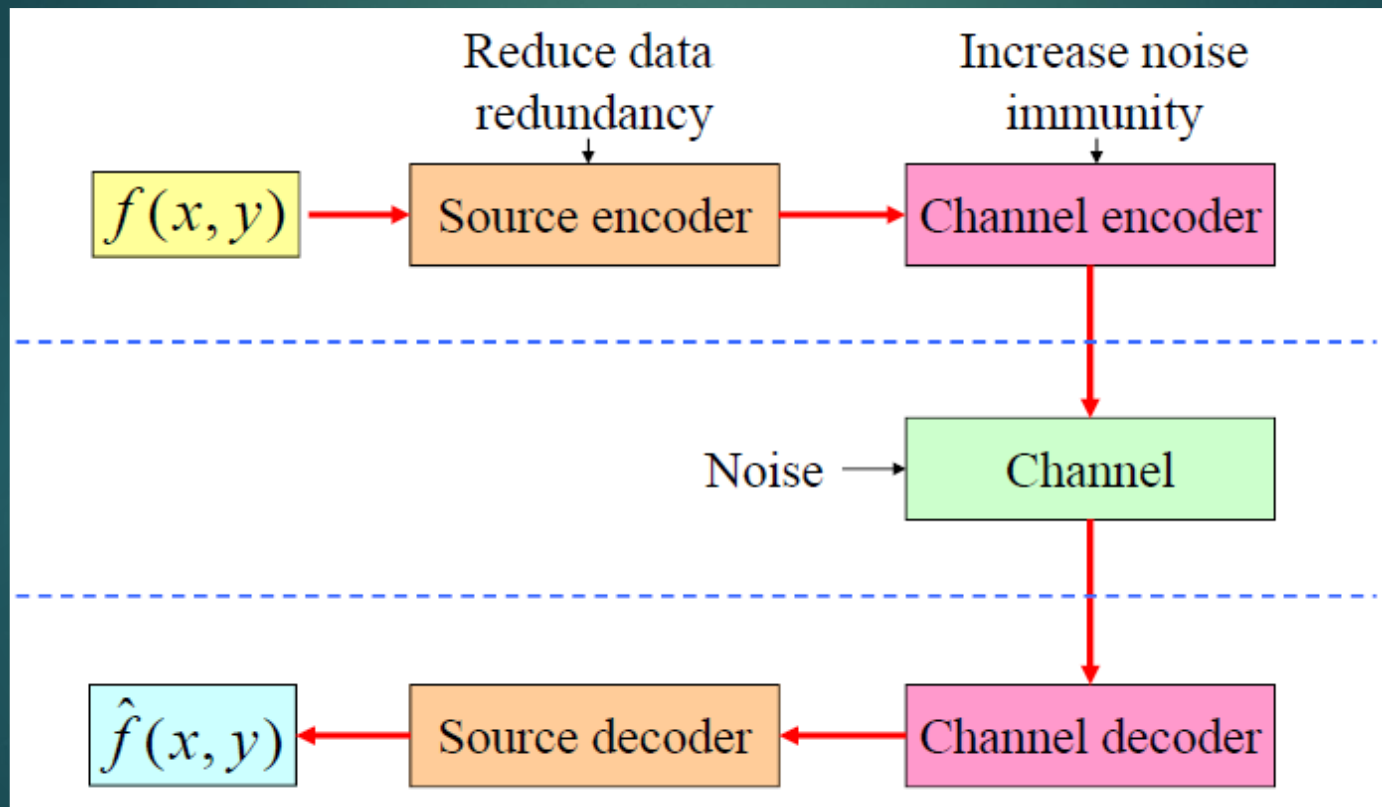 Reduce data
redundancy
Increase noise
immunity
f(x, y)
Source encoder
Channel encoder
Noise
Channel
f̂(x, y)
Source decoder
Channel decoder